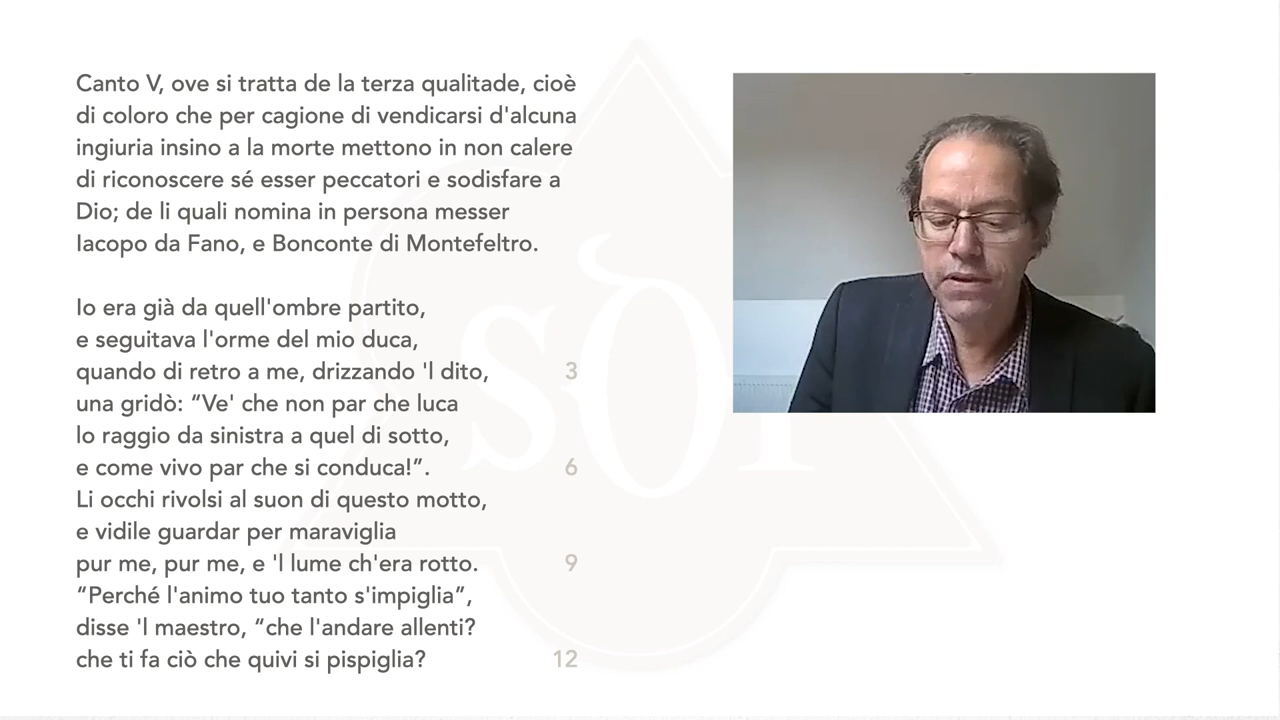 Canto V, ove si tratta de la terza qualitade, cioè
di coloro che per cagione di vendicarsi d'alcuna
ingiuria insino a la morte mettono in non calere
di riconoscere sé esser peccatori e sodisfare a
Dio; de li quali nomina in persona messer
Iacopo da Fano, e Bonconte di Montefeltro.
Io era già da quell'ombre partito,
e seguitava l'orme del mio duca,
quando di retro a me, drizzando 'l dito, 3
una gridò: “Ve' che non par che luca
lo raggio da sinistra a quel di sotto,
e come vivo par che si conduca!”. 6
Li occhi rivolsi al suon di questo motto,
e vidile guardar per maraviglia
pur me, pur me, e 'l lume ch'era rotto. 9
“Perché l'animo tuo tanto s'impiglia”,
disse 'l maestro, “che l'andare allenti?
che ti fa ciò che quivi si pispiglia? 12